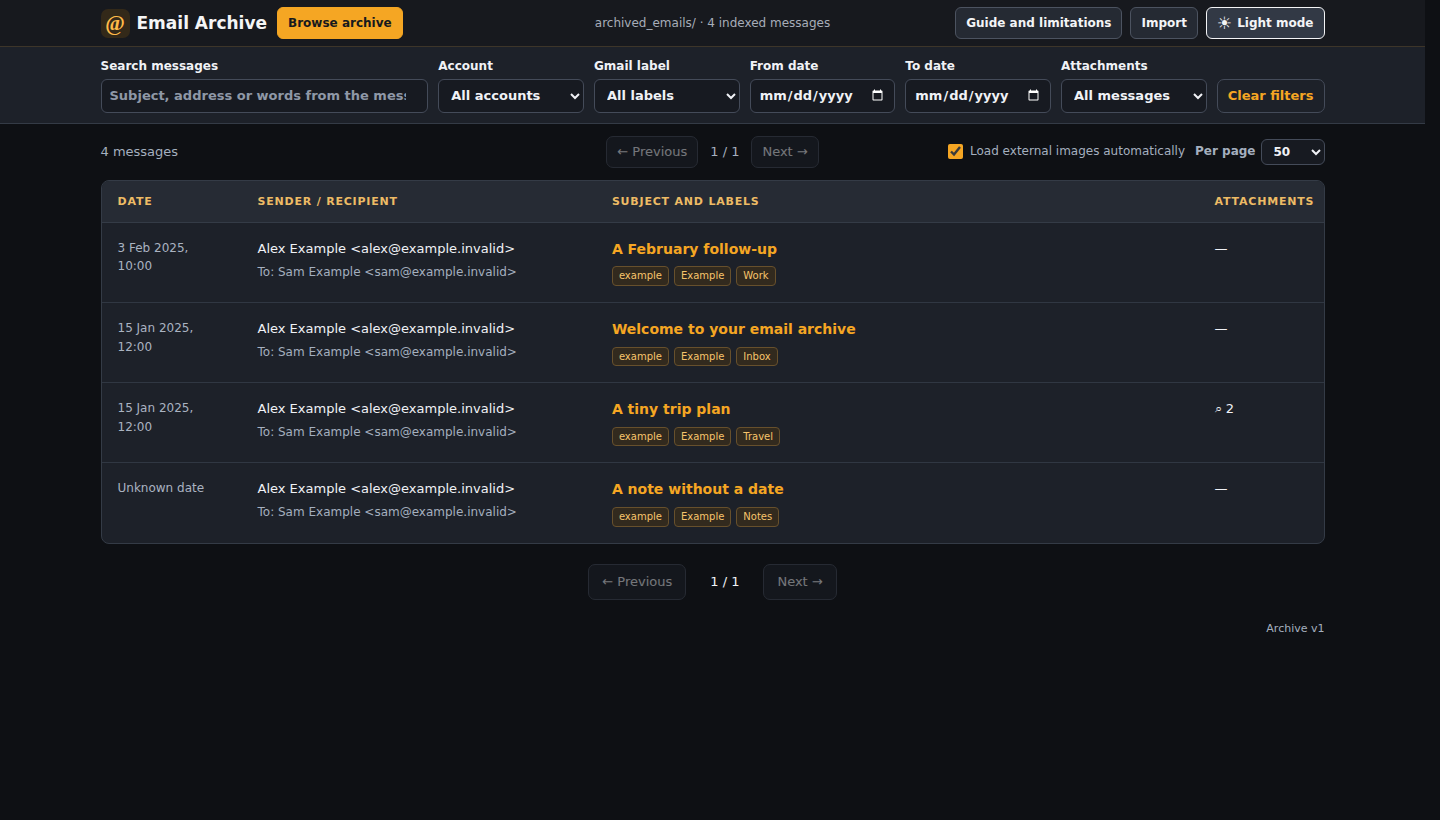 @ Email Archive Browse archive archived_emails/ · 4 indexed messages Guide and limitations Import ☀ Light mode
Search messages Account Gmail label From date To date Attachments
Subject, address or words from the mes All accounts All labels mm/dd/yyyy mm/dd/yyyy All messages Clear filters
4 messages ← Previous 1 / 1 Next → Load external images automatically Per page 50
DATE SENDER / RECIPIENT SUBJECT AND LABELS ATTACHMENTS
3 Feb 2025, Alex Example <alex@example.invalid> A February follow-up —
10:00 To: Sam Example <sam@example.invalid> example Example Work
15 Jan 2025, Alex Example <alex@example.invalid> Welcome to your email archive —
12:00 To: Sam Example <sam@example.invalid> example Example Inbox
15 Jan 2025, Alex Example <alex@example.invalid> A tiny trip plan 2
12:00 To: Sam Example <sam@example.invalid> example Example Travel
Unknown date Alex Example <alex@example.invalid> A note without a date —
To: Sam Example <sam@example.invalid> example Example Notes
← Previous 1 / 1 Next →
Archive v1